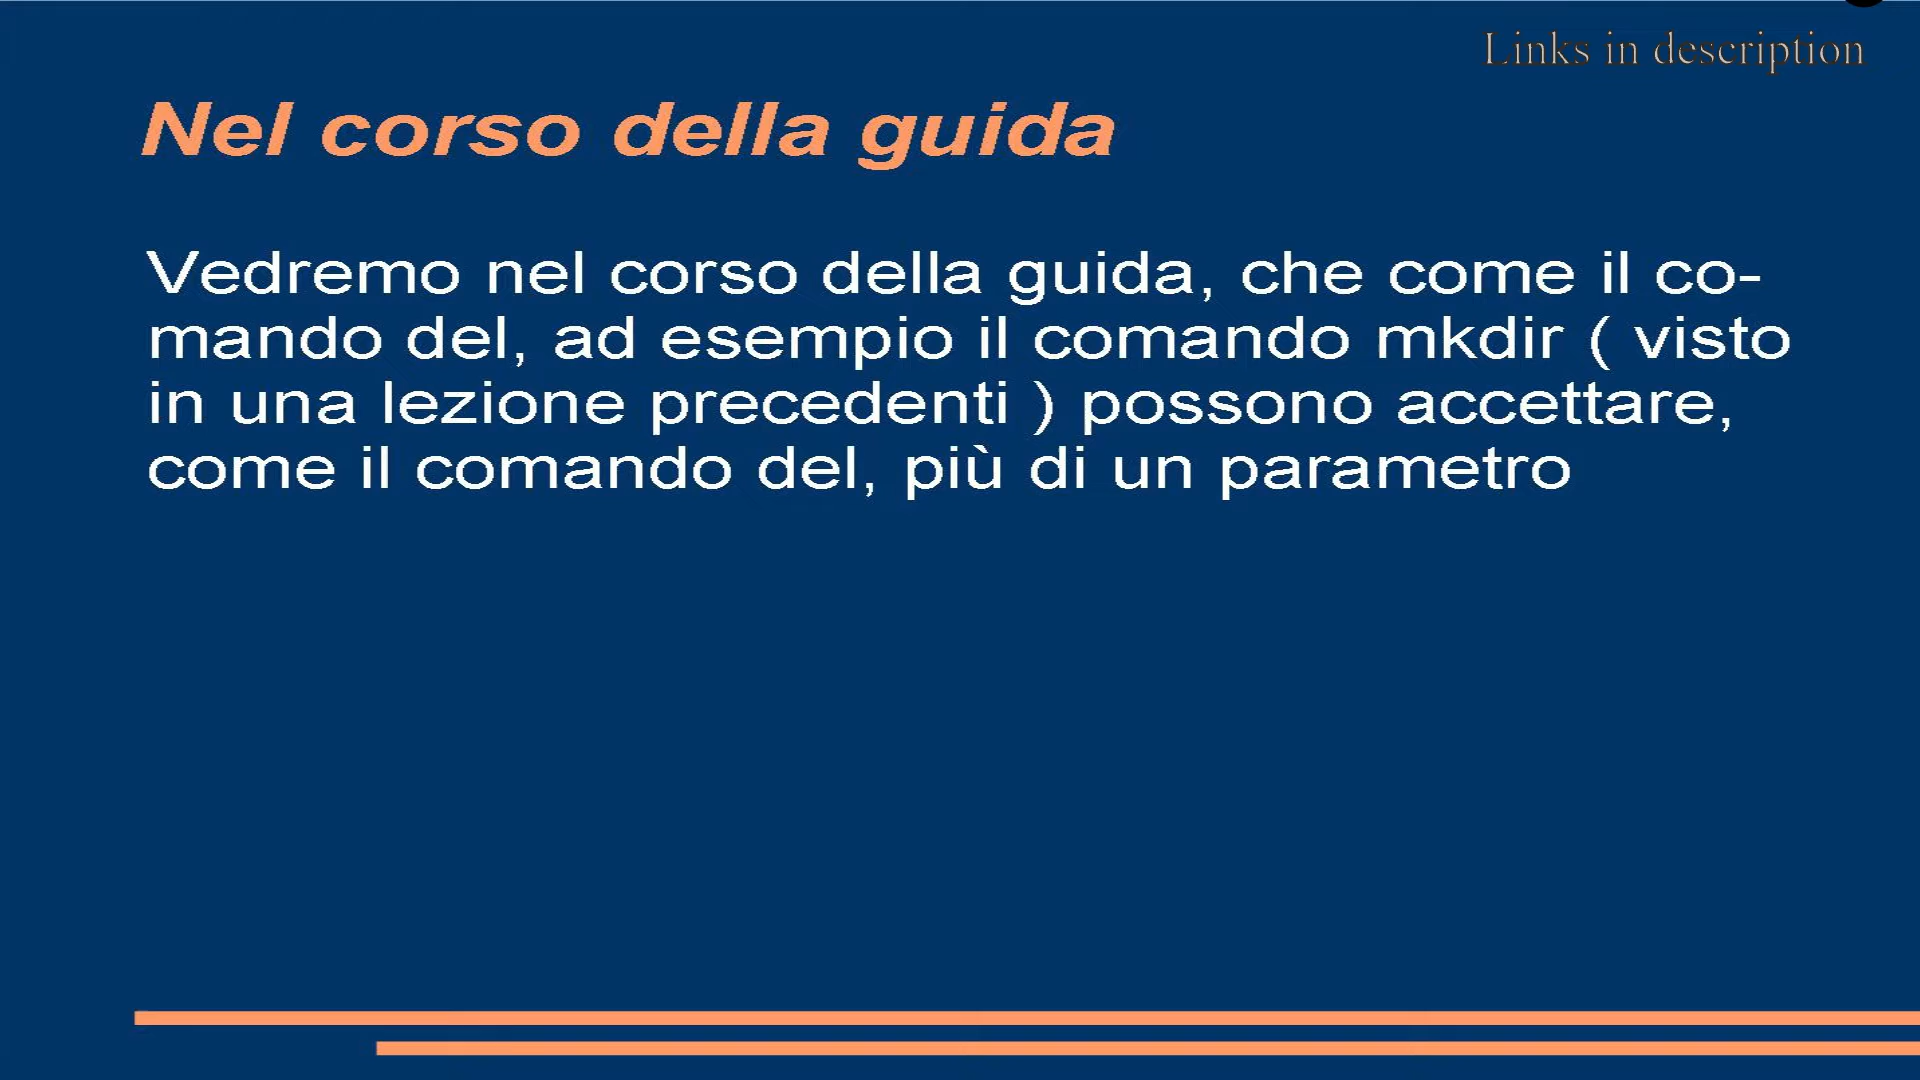 Links in description
Nel corso della guida
Vedremo nel corso della guida, che come il co-
mando del, ad esempio il comando mkdir ( visto
in una lezione precedenti ) possono accettare,
come il comando del, più di un parametro